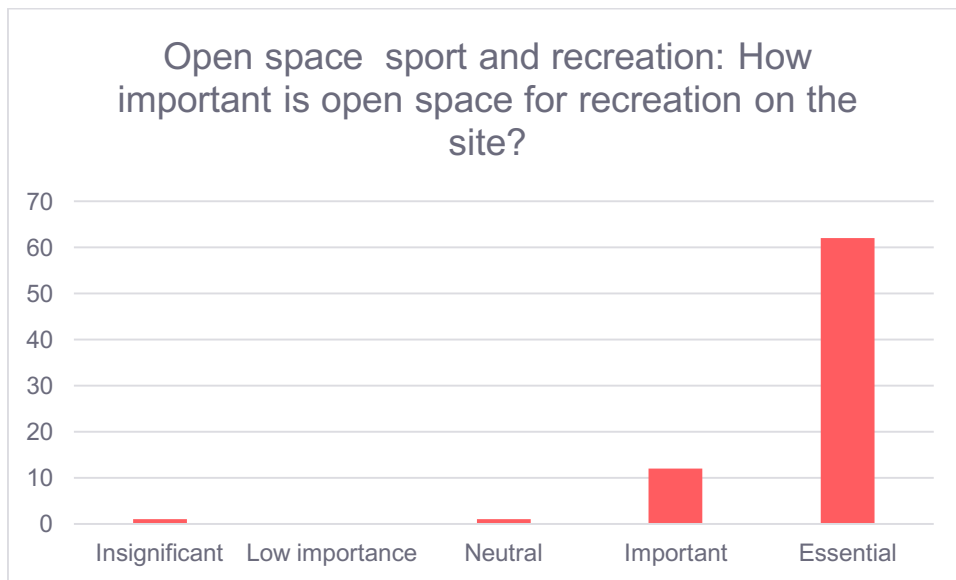 Open space  sport and recreation: How
important is open space for recreation on the
site?
70
60
50
40
30
20
10
0
Insignificant Low importance Neutral Important Essential